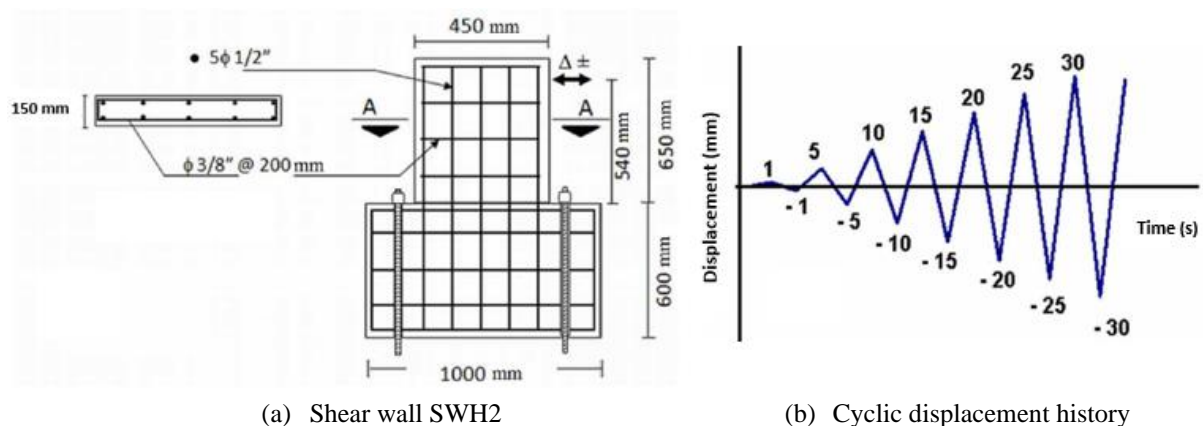 450 mm
• 5ϕ 1/2"
Δ ±
150 mm
A
A
ϕ 3/8" @ 200 mm
540 mm
650 mm
600 mm
1000 mm
(a) Shear wall SWH2
Displacement (mm)
1
5
10
15
20
25
30
- 1
- 5
- 10
- 15
- 20
- 25
- 30
Time (s)
(b) Cyclic displacement history